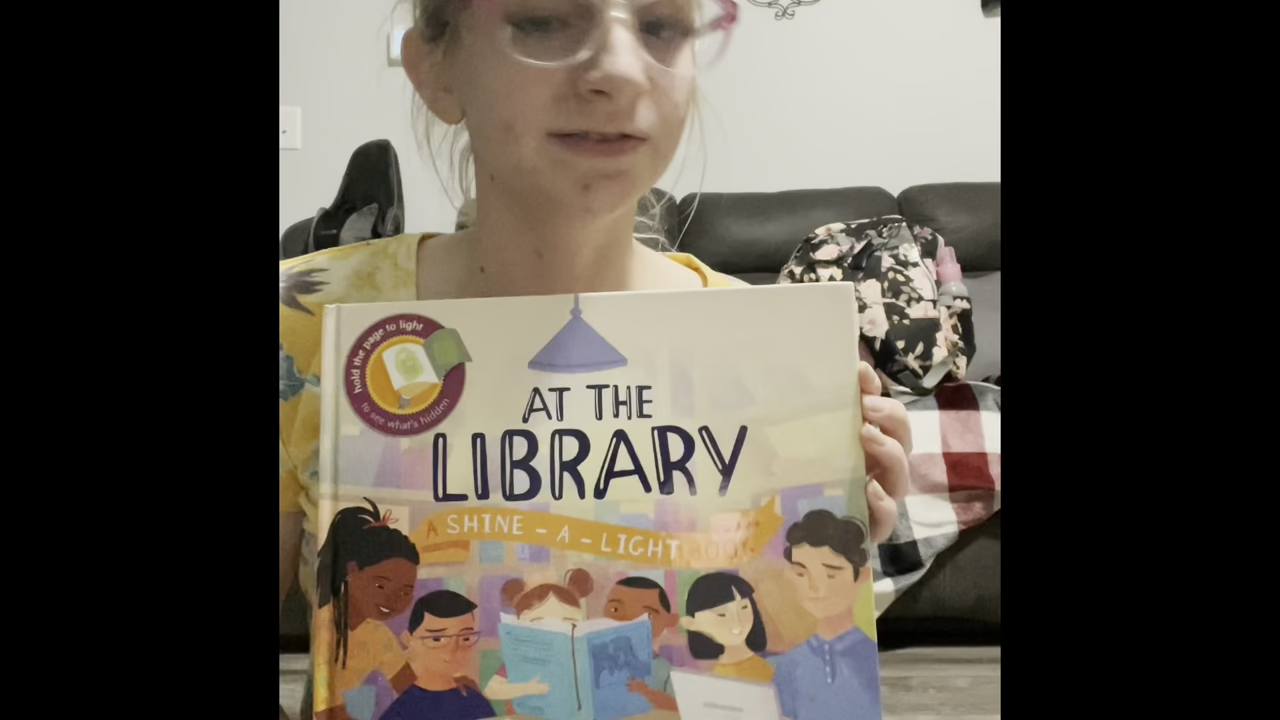 hold the page to light
to see what's hidden
AT THE
LIBRARY
A SHINE-A-LIGHT BOOK